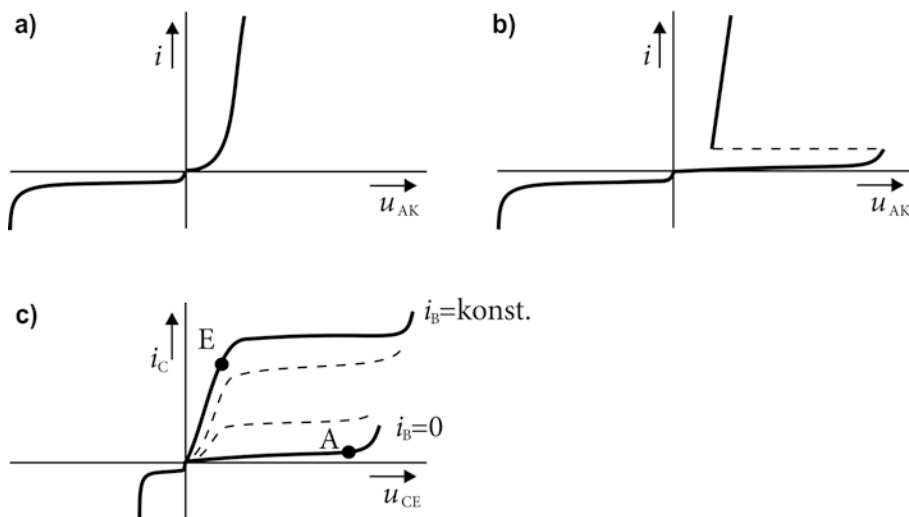 a)
i
u_AK
b)
i
u_AK
c)
i_C
E
i_B=konst.
A
i_B=0
u_CE